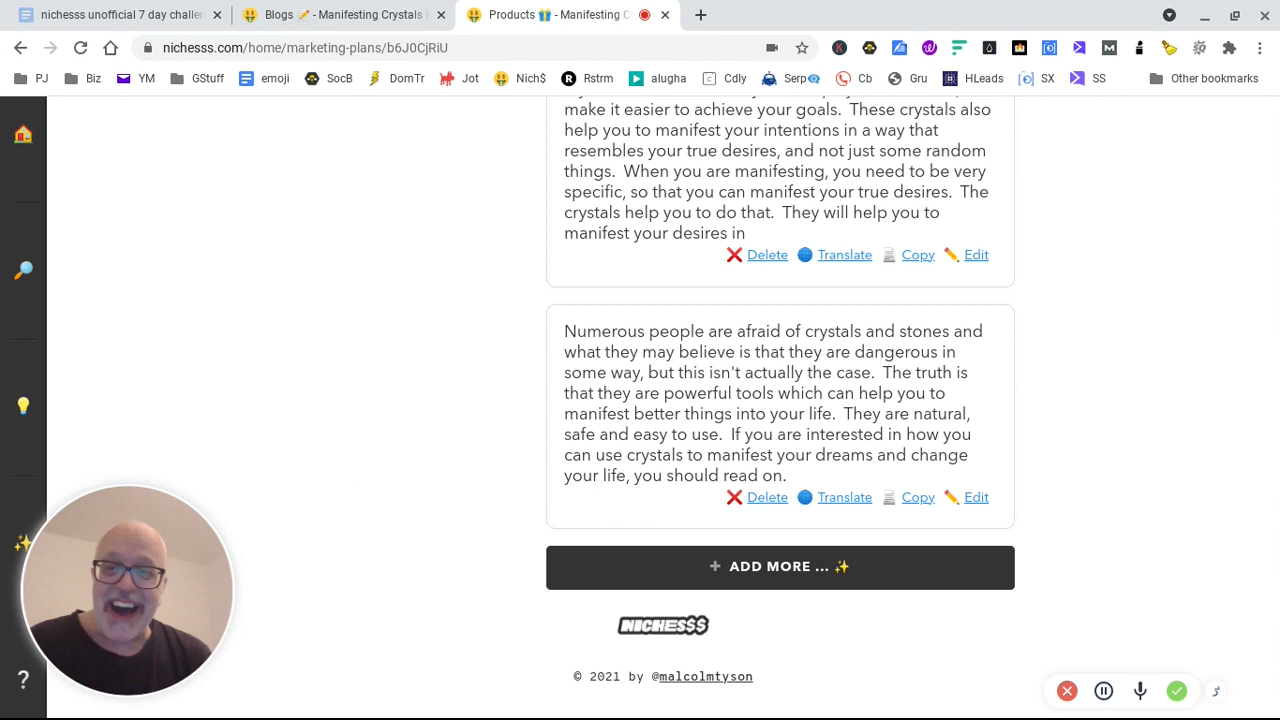 nichesss unofficial 7 day challen
Blogs - Manifesting Crystals
Products - Manifesting C
nichesss.com/home/marketing-plans/b6J0CjRiU
PJ Biz YM GStuff emoji SocB DomTr Jot Nich$ Rstrm alugha Cdly Serp Cb Gru HLeads SX SS Other bookmarks
make it easier to achieve your goals. These crystals also
help you to manifest your intentions in a way that
resembles your true desires, and not just some random
things. When you are manifesting, you need to be very
specific, so that you can manifest your true desires. The
crystals help you to do that. They will help you to
manifest your desires in
Delete Translate Copy Edit
Numerous people are afraid of crystals and stones and
what they may believe is that they are dangerous in
some way, but this isn't actually the case. The truth is
that they are powerful tools which can help you to
manifest better things into your life. They are natural,
safe and easy to use. If you are interested in how you
can use crystals to manifest your dreams and change
your life, you should read on.
Delete Translate Copy Edit
+ ADD MORE ...
NICHES$$
© 2021 by @malcolmtyson
?